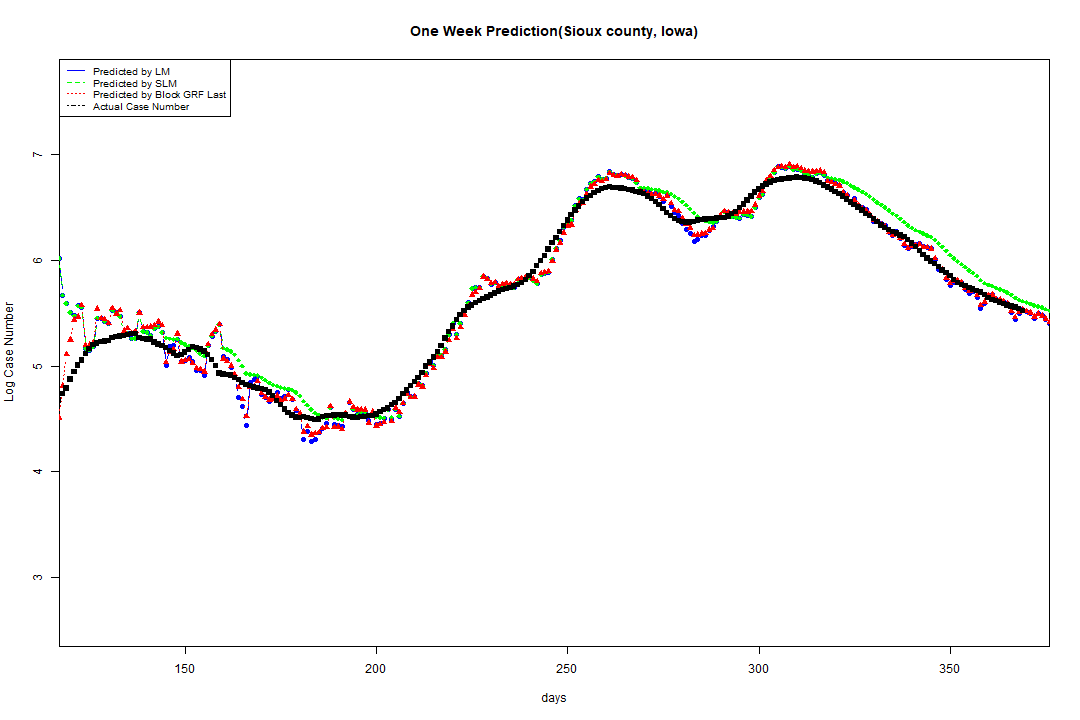 One Week Prediction(Sioux county, Iowa)
Predicted by LM
Predicted by SLM
Predicted by Block GRF Last
Actual Case Number
7
6
5
4
3
Log Case Number
150 200 250 300 350
days